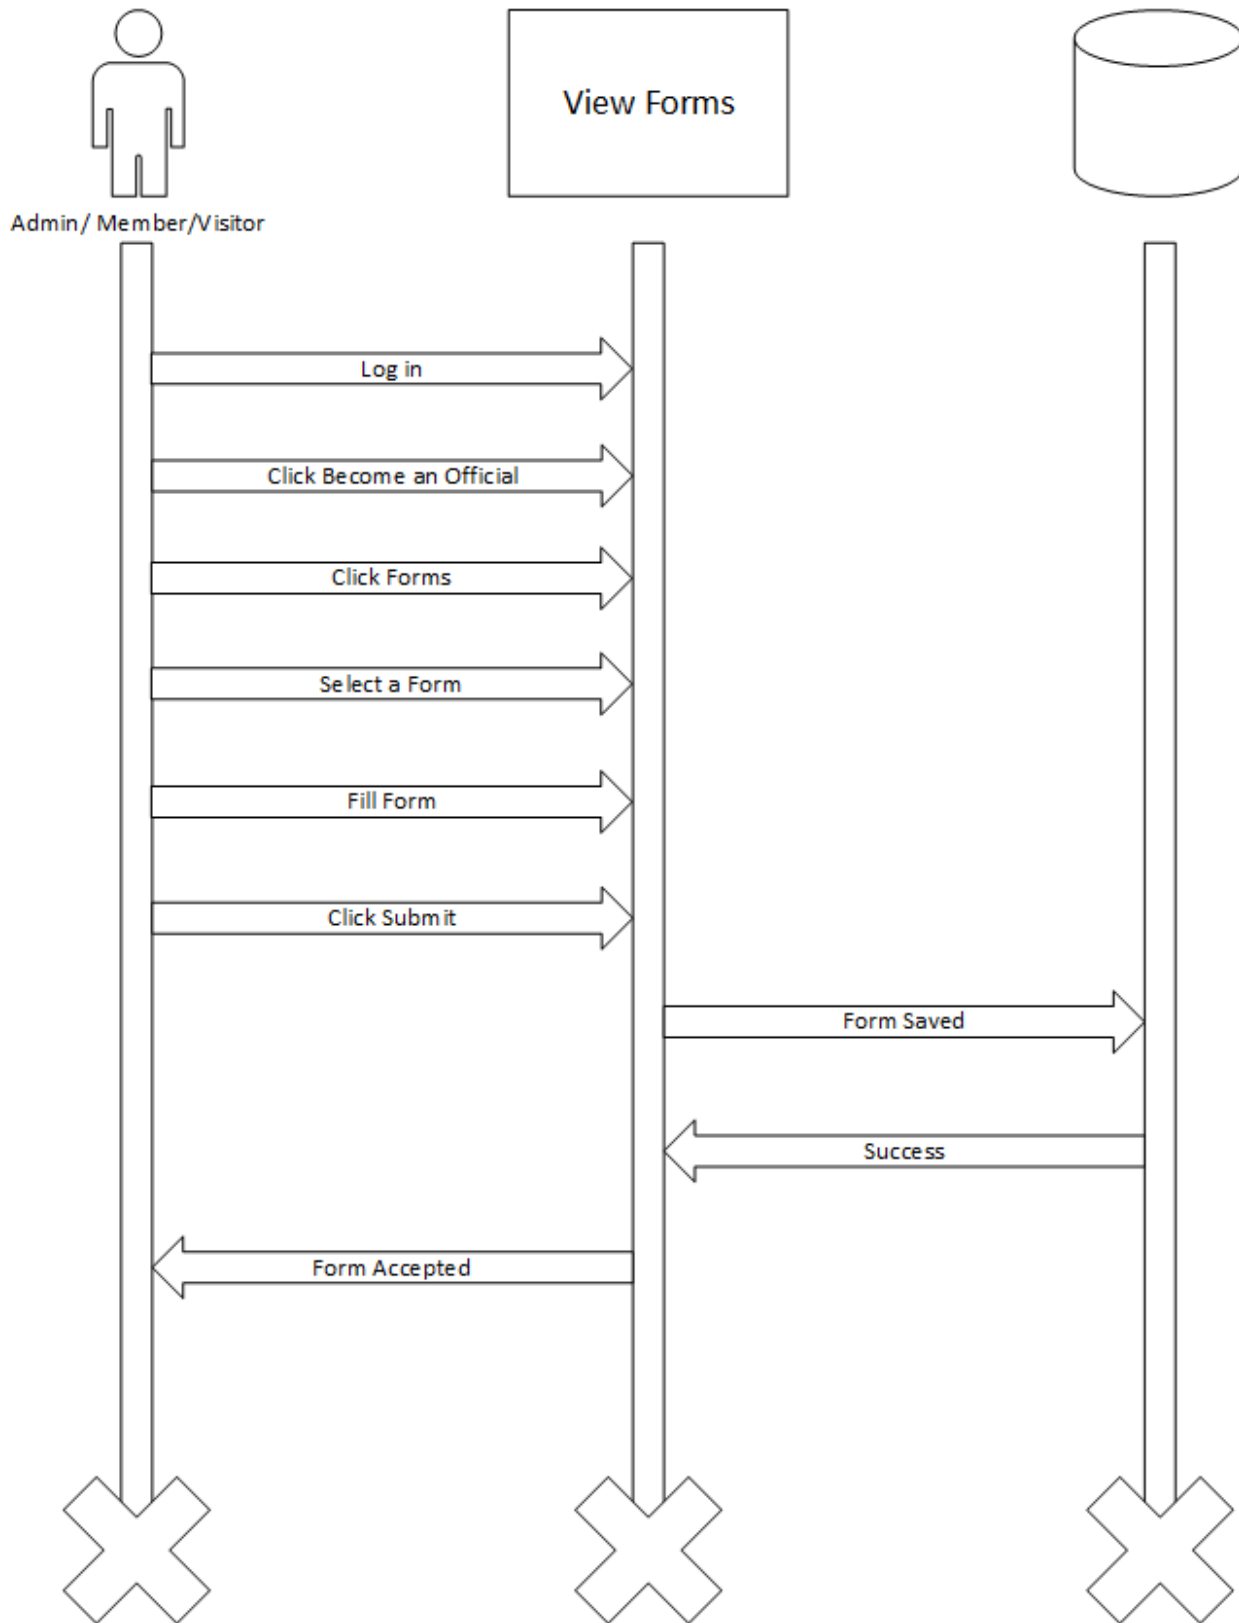 View Forms
Admin/ Member/Visitor
Log in
Click Become an Official
Click Forms
Select a Form
Fill Form
Click Submit
Form Saved
Success
Form Accepted